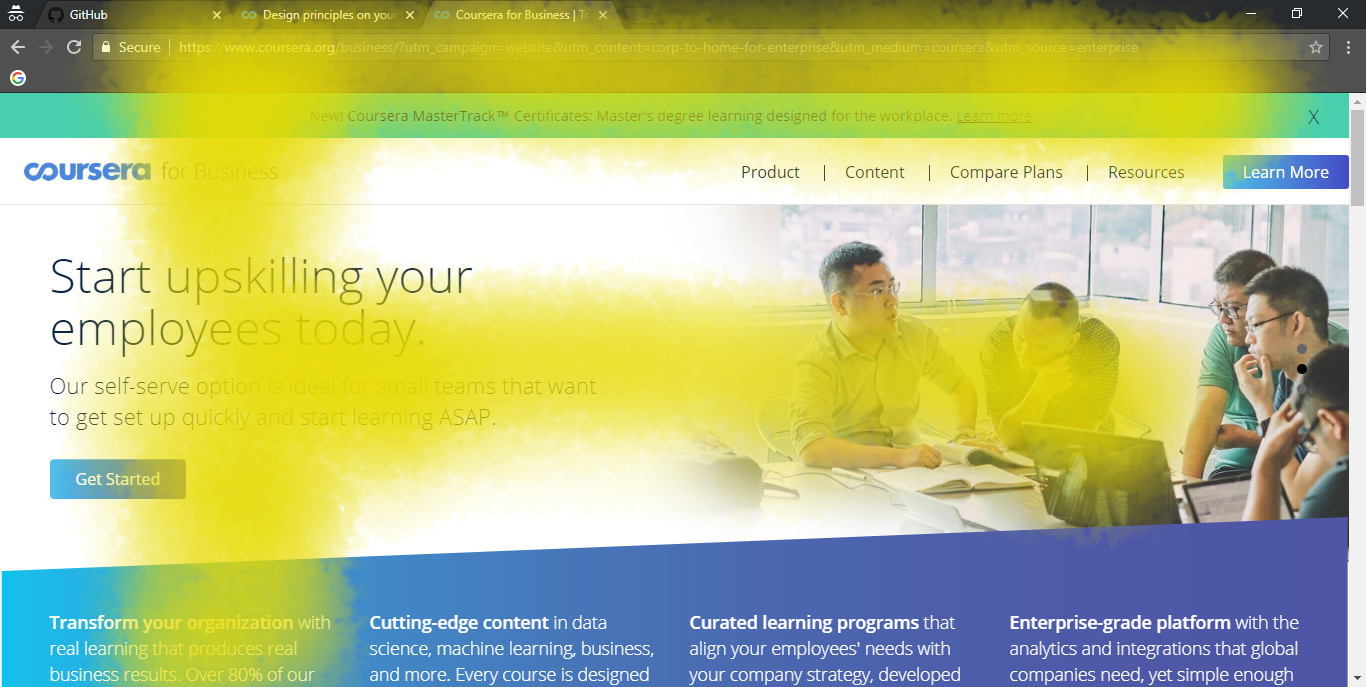 GitHub
Design principles on your
Coursera for Business | Tr
Secure
https://www.coursera.org/business/?utm_campaign=website&utm_content=corp-to-home-for-enterprise&utm_medium=coursera&utm_source=enterprise
New! Coursera MasterTrack™ Certificates: Master's degree learning designed for the workplace. Learn more.
X
coursera for Business
Product | Content | Compare Plans | Resources
Learn More
Start upskilling your
employees today.
Our self-serve option is ideal for small teams that want
to get set up quickly and start learning ASAP.
Get Started
Transform your organization with
real learning that produces real
business results. Over 80% of our
Cutting-edge content in data
science, machine learning, business,
and more. Every course is designed
Curated learning programs that
align your employees' needs with
your company strategy, developed
Enterprise-grade platform with the
analytics and integrations that global
companies need, yet simple enough